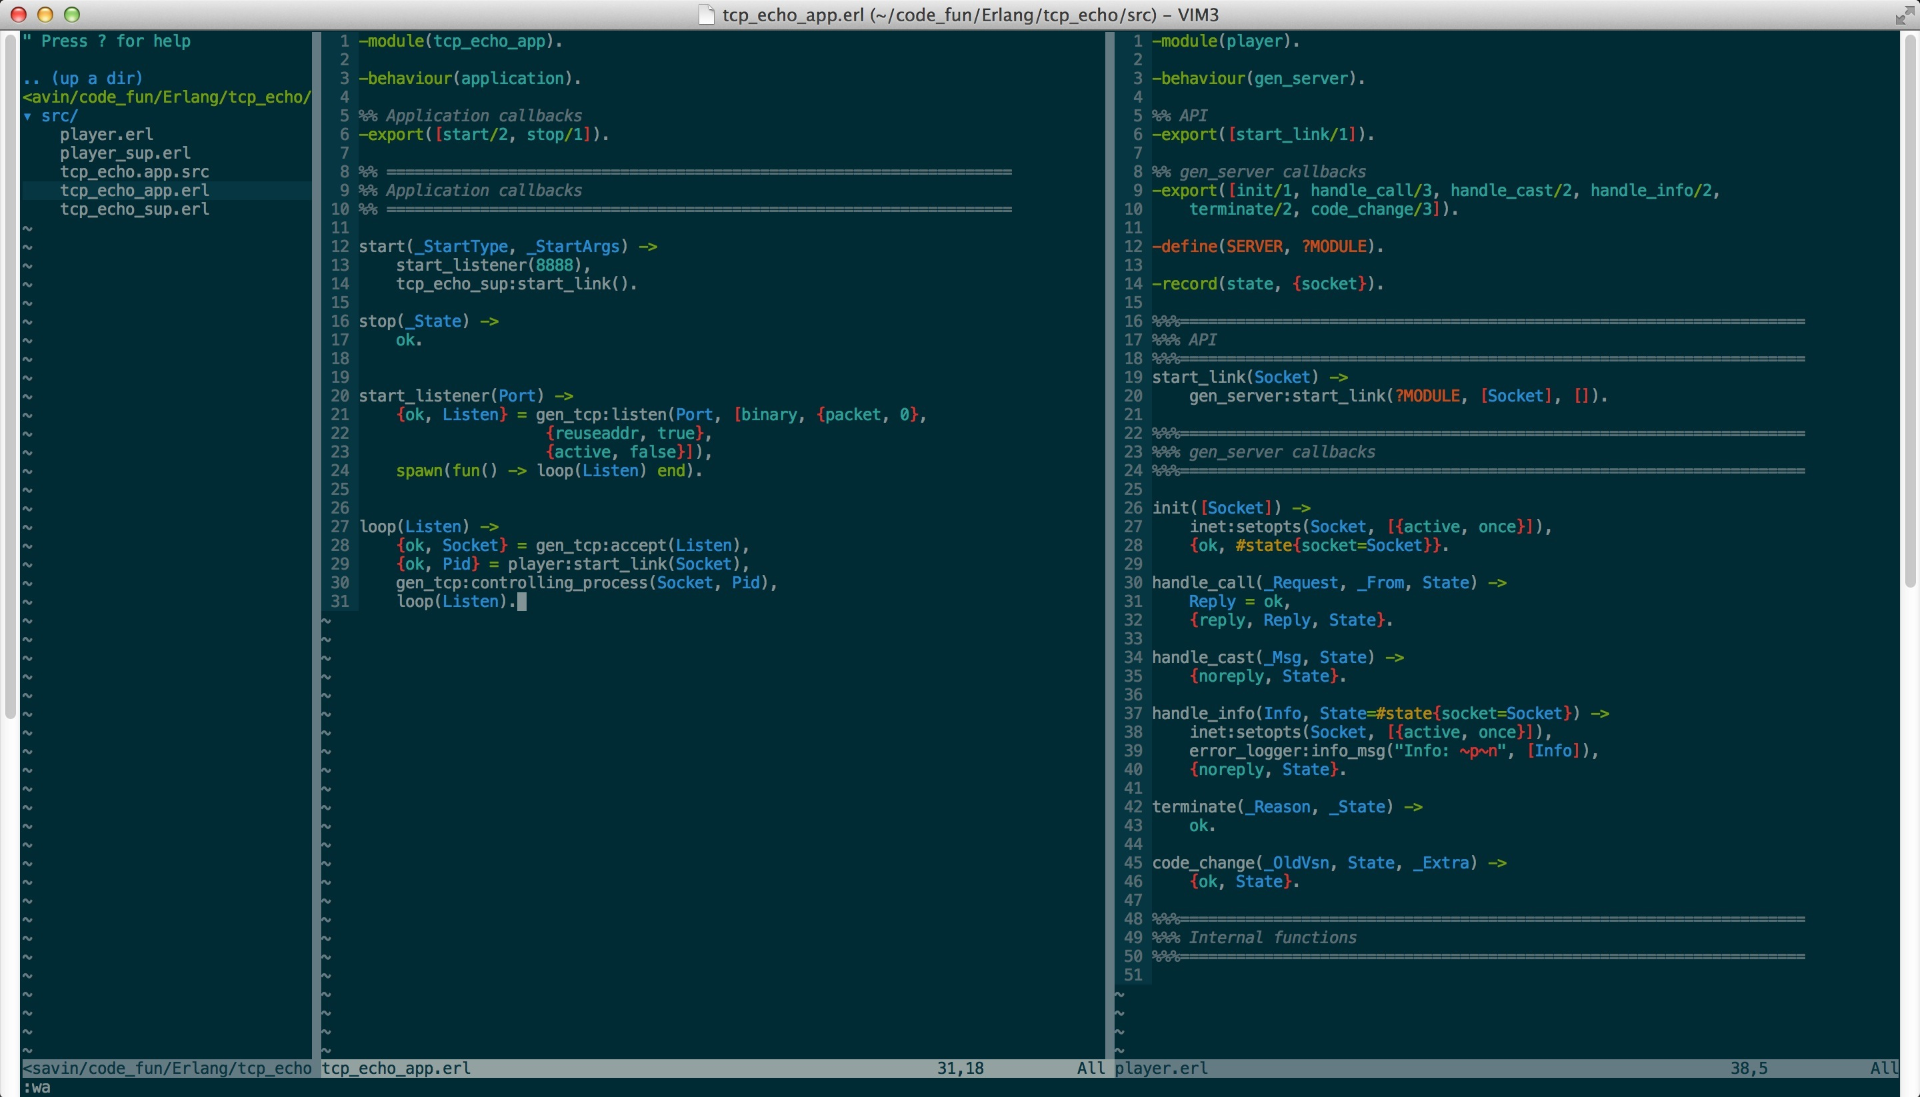 tcp_echo_app.erl (~/code_fun/Erlang/tcp_echo/src) - VIM3
" Press ? for help

.. (up a dir)
<avin/code_fun/Erlang/tcp_echo/
▾ src/
    player.erl
    player_sup.erl
    tcp_echo.app.src
    tcp_echo_app.erl
    tcp_echo_sup.erl
1 -module(tcp_echo_app).
2
3 -behaviour(application).
4
5 %% Application callbacks
6 -export([start/2, stop/1]).
7
8 %% ===================================================================
9 %% Application callbacks
10 %% ===================================================================
11
12 start(_StartType, _StartArgs) ->
13     start_listener(8888),
14     tcp_echo_sup:start_link().
15
16 stop(_State) ->
17     ok.
18
19
20 start_listener(Port) ->
21     {ok, Listen} = gen_tcp:listen(Port, [binary, {packet, 0},
22                     {reuseaddr, true},
23                     {active, false}]),
24     spawn(fun() -> loop(Listen) end).
25
26
27 loop(Listen) ->
28     {ok, Socket} = gen_tcp:accept(Listen),
29     {ok, Pid} = player:start_link(Socket),
30     gen_tcp:controlling_process(Socket, Pid),
31     loop(Listen).
1 -module(player).
2
3 -behaviour(gen_server).
4
5 %% API
6 -export([start_link/1]).
7
8 %% gen_server callbacks
9 -export([init/1, handle_call/3, handle_cast/2, handle_info/2,
10     terminate/2, code_change/3]).
11
12 -define(SERVER, ?MODULE).
13
14 -record(state, {socket}).
15
16 %%%===================================================================
17 %%% API
18 %%%===================================================================
19 start_link(Socket) ->
20     gen_server:start_link(?MODULE, [Socket], []).
21
22 %%%===================================================================
23 %%% gen_server callbacks
24 %%%===================================================================
25
26 init([Socket]) ->
27     inet:setopts(Socket, [{active, once}]),
28     {ok, #state{socket=Socket}}.
29
30 handle_call(_Request, _From, State) ->
31     Reply = ok,
32     {reply, Reply, State}.
33
34 handle_cast(_Msg, State) ->
35     {noreply, State}.
36
37 handle_info(Info, State=#state{socket=Socket}) ->
38     inet:setopts(Socket, [{active, once}]),
39     error_logger:info_msg("Info: ~p~n", [Info]),
40     {noreply, State}.
41
42 terminate(_Reason, _State) ->
43     ok.
44
45 code_change(_OldVsn, State, _Extra) ->
46     {ok, State}.
47
48 %%%===================================================================
49 %%% Internal functions
50 %%%===================================================================
51
<savin/code_fun/Erlang/tcp_echo tcp_echo_app.erl 31,18 All player.erl 38,5 All
:wa